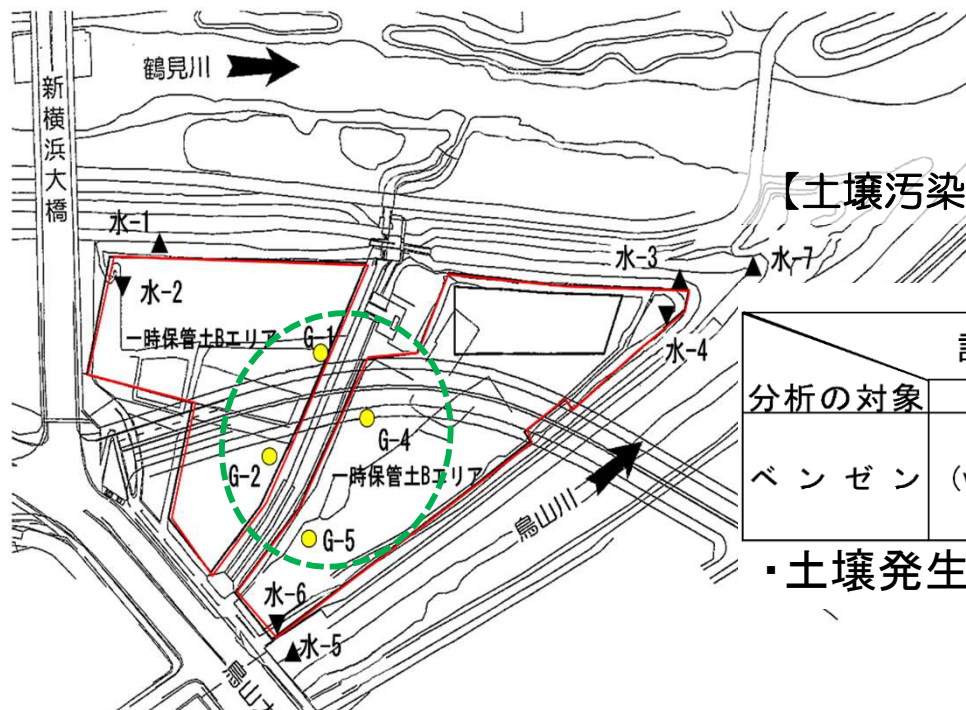 鶴見川
新横浜大橋
【土壌汚染
水-1
水-3
水-7
水-2
一時保管土Bエリア
G-1
水-4
分析の対象
G-4
G-2
一時保管土Bエリア
ベンゼン
鳥山川
G-5
・土壌発生
水-6
水-5
鳥山